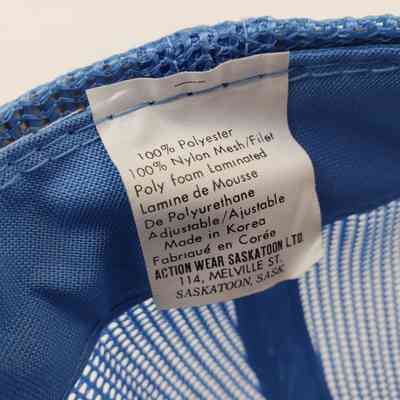 100% Polyester
100% Nylon Mesh/Filet
Poly foam Laminated
Lamine de Mousse
De Polyurethane
Adjustable/Ajustable
Made in Korea
Fabriqué en Corée
ACTION WEAR SASKATOON LTD.
114, MELVILLE ST.
SASKATOON, SASK